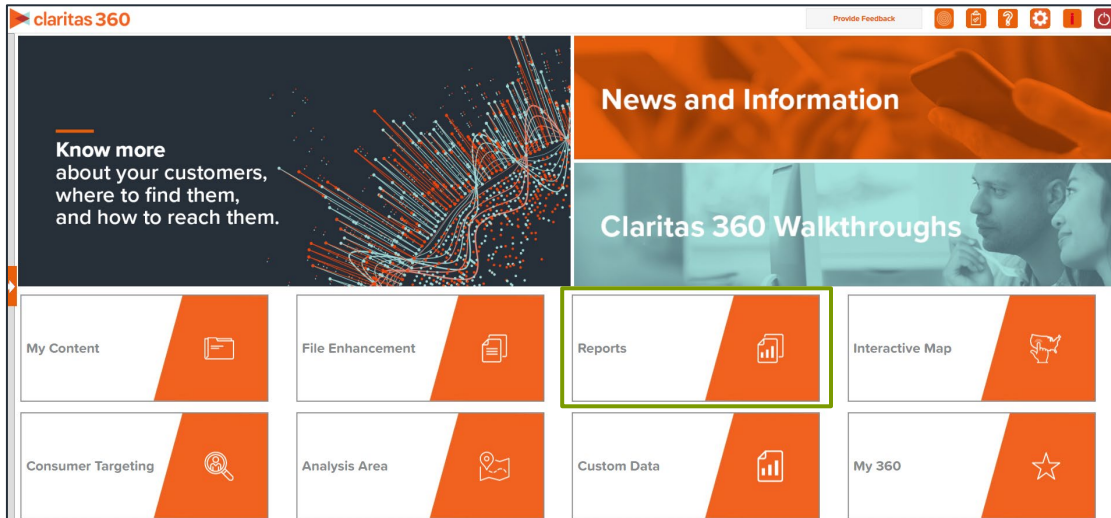 claritas 360
Provide Feedback
Know more
about your customers,
where to find them,
and how to reach them.
News and Information
Claritas 360 Walkthroughs
My Content
File Enhancement
Reports
Interactive Map
Consumer Targeting
Analysis Area
Custom Data
My 360